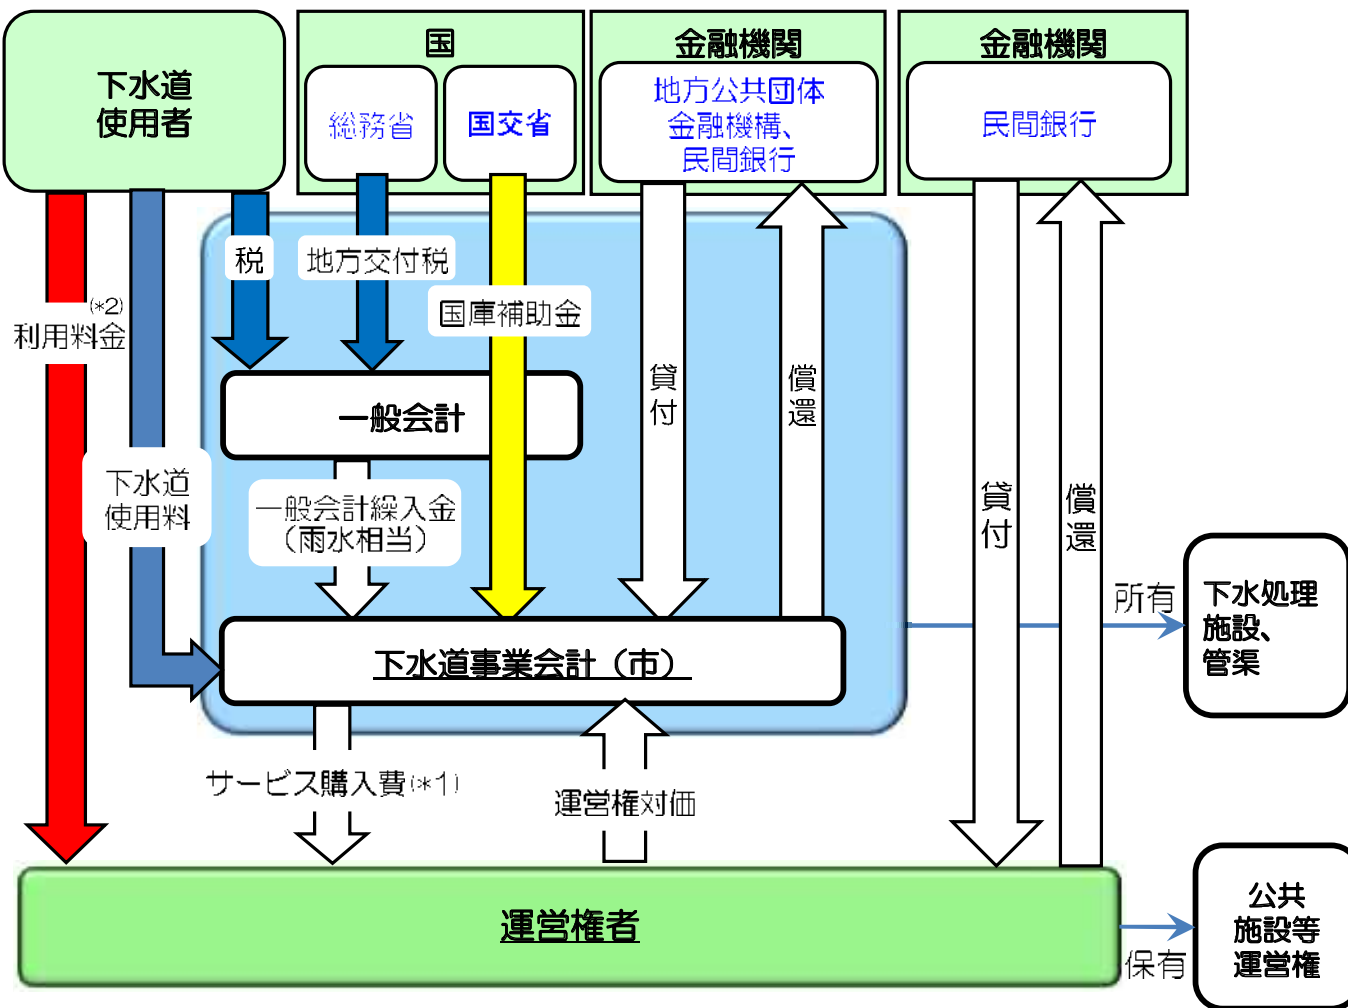 下水道
使用者
国
総務省
国交省
金融機関
地方公共団体
金融機構、
民間銀行
金融機関
民間銀行
税
地方交付税
国庫補助金
(*2)
利用料金
貸付
償還
一般会計
下水道
使用料
一般会計繰入金
（雨水相当）
貸付
償還
所有
下水処理
施設、
管渠
下水道事業会計（市）
サービス購入費(*1)
運営権対価
運営権者
保有
公共
施設等
運営権